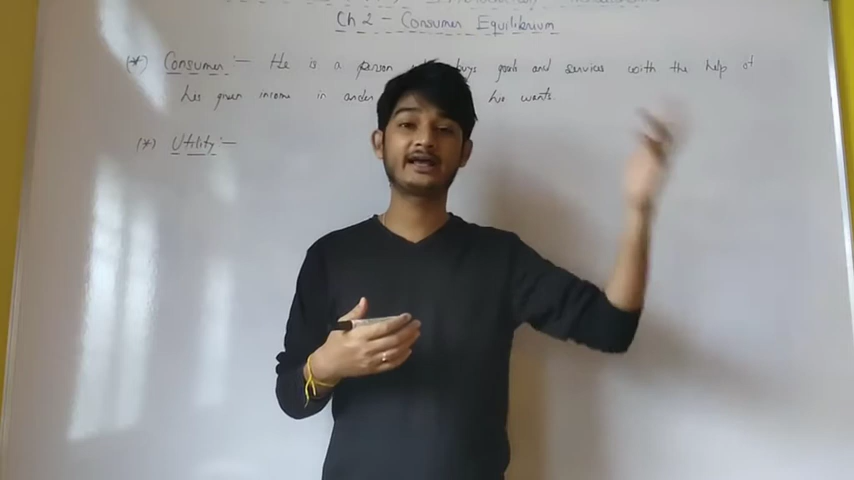 Ch 2 - Consumer Equilibrium
(*) Consumer :- He is a person buys goods and services with the help of
his given income in order he wants.
(*) Utility :-